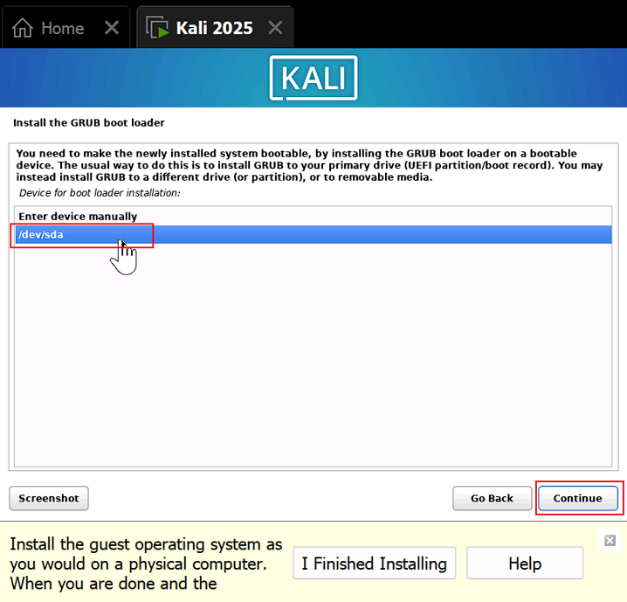 Home
Kali 2025
KALI
Install the GRUB boot loader
You need to make the newly installed system bootable, by installing the GRUB boot loader on a bootable
device. The usual way to do this is to install GRUB to your primary drive (UEFI partition/boot record). You may
instead install GRUB to a different drive (or partition), or to removable media.
Device for boot loader installation:
Enter device manually
/dev/sda
Screenshot
Go Back
Continue
Install the guest operating system as
you would on a physical computer.
When you are done and the
I Finished Installing
Help